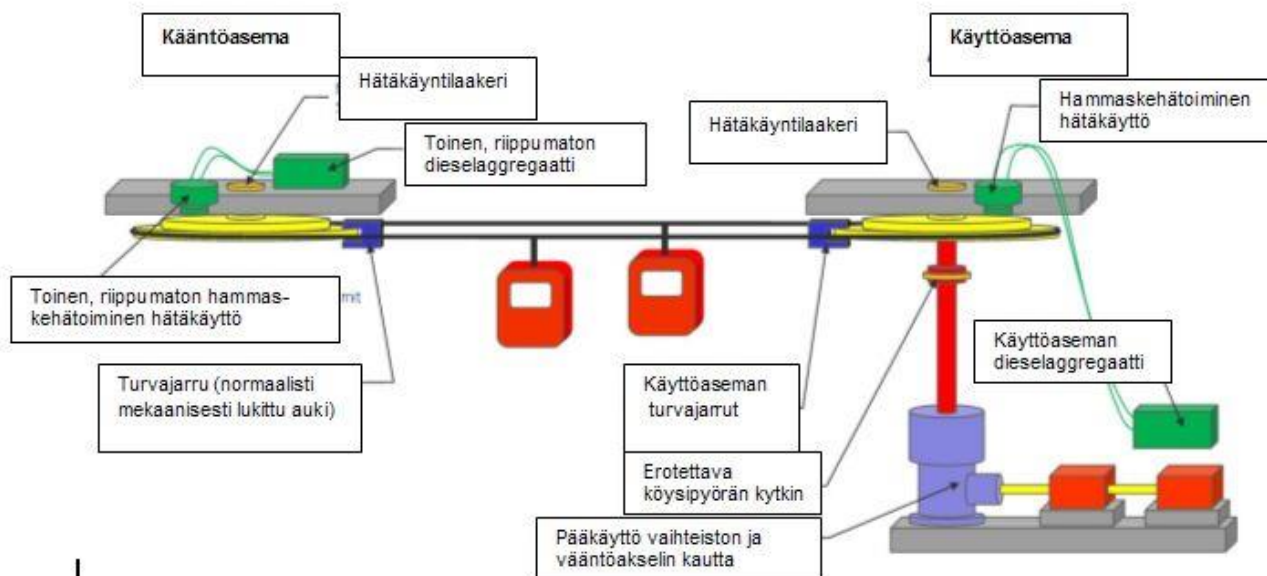 Kääntöasema
Hätäkäyntilaakeri
Toinen, riippumaton
dieselaggregaatti
Toinen, riippumaton hammas-
kehätoiminen hätäkäyttö
mit
Turvajarru (normaalisti
mekaanisesti lukittu auki)
Käyttöasema
Hätäkäyntilaakeri
Hammaskehätoiminen
hätäkäyttö
Käyttöaseman
dieselaggregaatti
Käyttöaseman
turvajarrut
Erotettava
köysipyörän kytkin
Pääkäyttö vaihteiston ja
vääntöakselin kautta